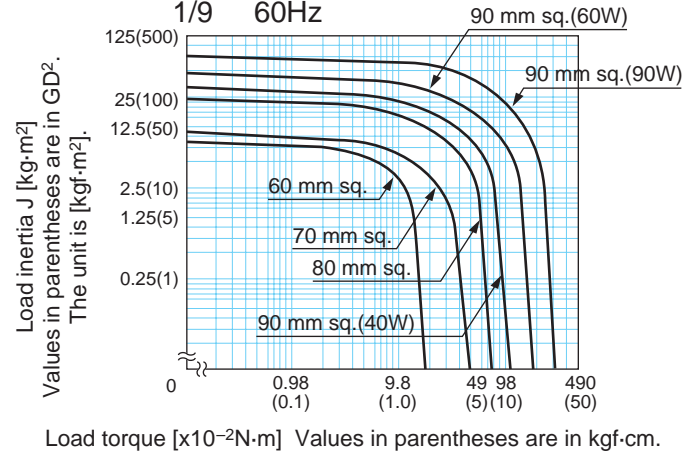 1/9 60Hz
90 mm sq.(60W)
90 mm sq.(90W)
125(500)
25(100)
12.5(50)
2.5(10)
1.25(5)
0.25(1)
0
Load inertia J [kg·m²]
Values in parentheses are in GD².
The unit is [kgf·m²].
60 mm sq.
70 mm sq.
80 mm sq.
90 mm sq.(40W)
0.98 9.8 49 98 490
(0.1) (1.0) (5) (10) (50)
Load torque [x10⁻²N·m] Values in parentheses are in kgf·cm.